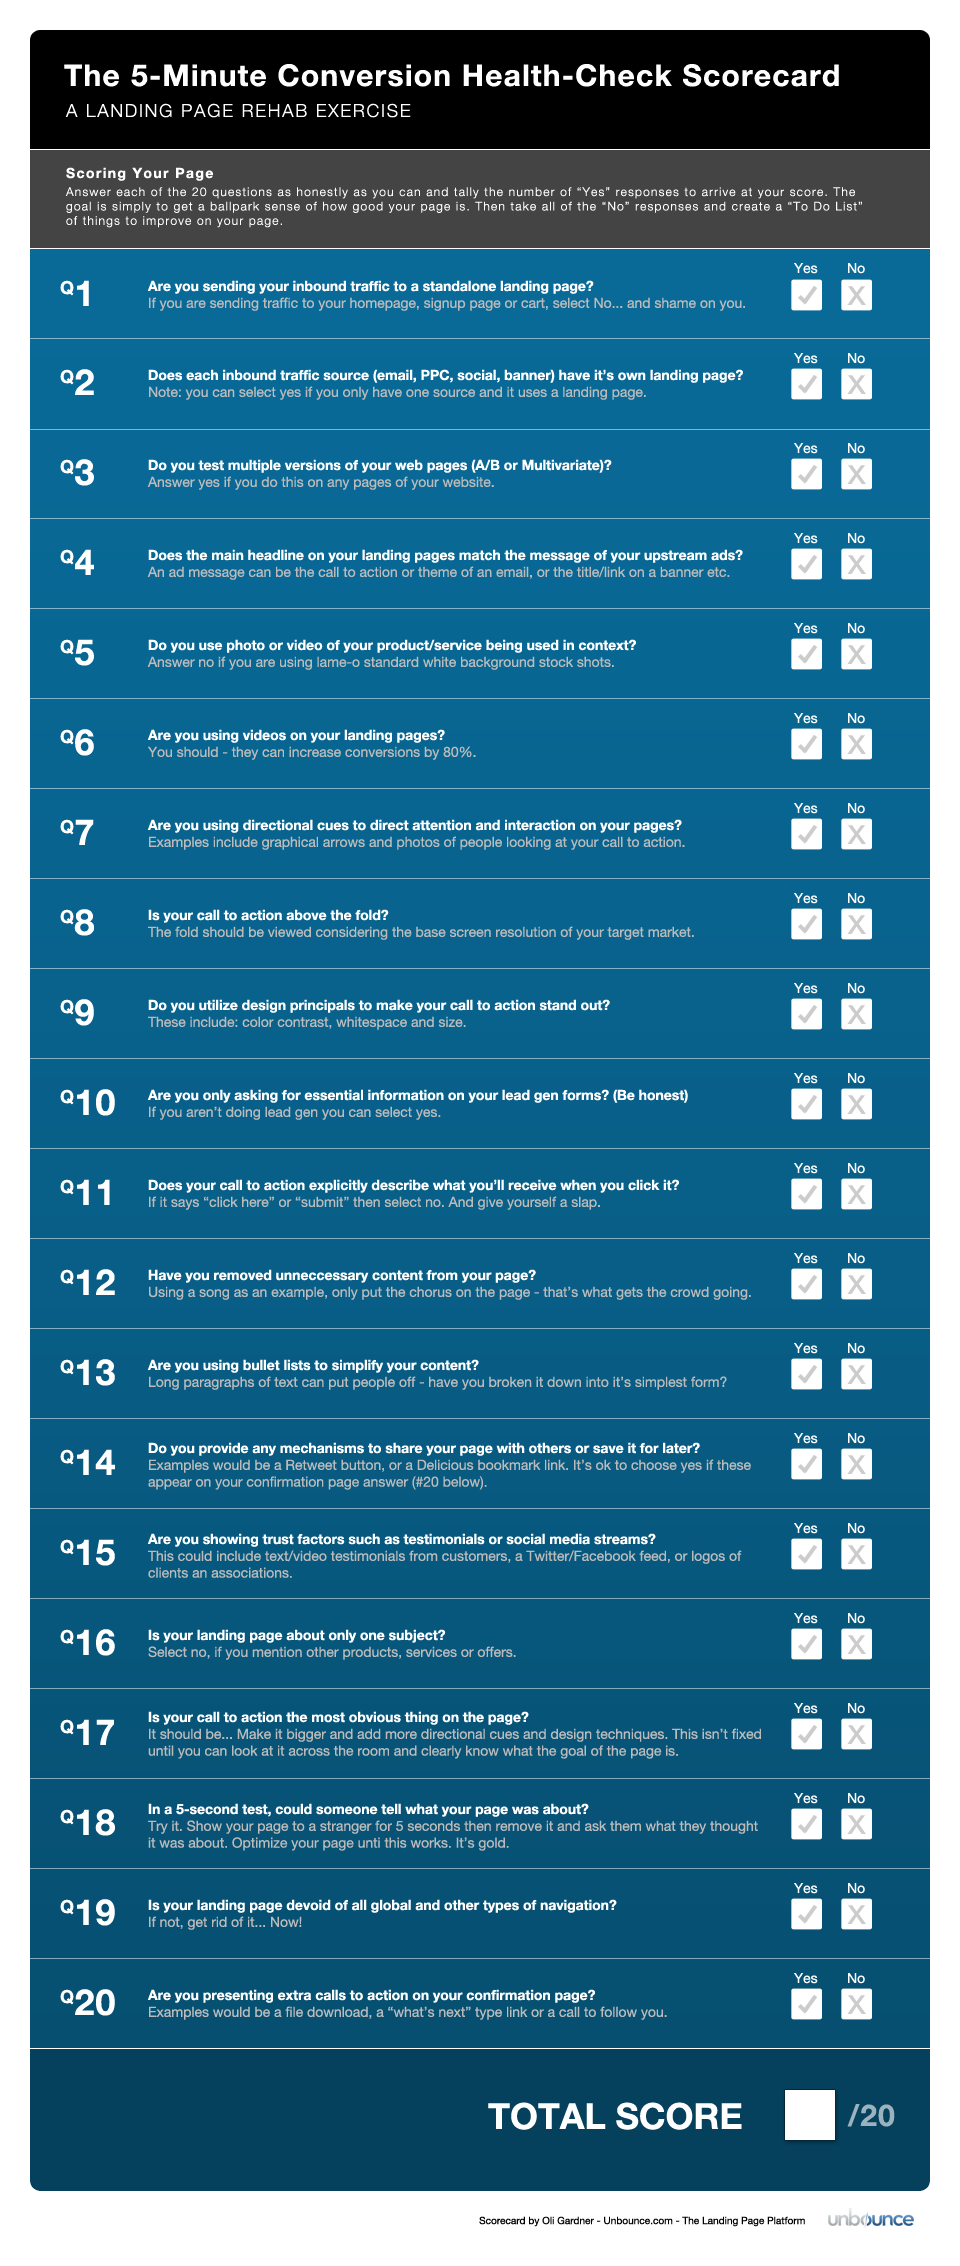 The 5-Minute Conversion Health-Check Scorecard
A LANDING PAGE REHAB EXERCISE
Scoring Your Page
Answer each of the 20 questions as honestly as you can and tally the number of “Yes” responses to arrive at your score. The
goal is simply to get a ballpark sense of how good your page is. Then take all of the “No” responses and create a “To Do List”
of things to improve on your page.
Q1
Are you sending your inbound traffic to a standalone landing page?
If you are sending traffic to your homepage, signup page or cart, select No... and shame on you.
Yes No
Q2
Does each inbound traffic source (email, PPC, social, banner) have it’s own landing page?
Note: you can select yes if you only have one source and it uses a landing page.
Yes No
Q3
Do you test multiple versions of your web pages (A/B or Multivariate)?
Answer yes if you do this on any pages of your website.
Yes No
Q4
Does the main headline on your landing pages match the message of your upstream ads?
An ad message can be the call to action or theme of an email, or the title/link on a banner etc.
Yes No
Q5
Do you use photo or video of your product/service being used in context?
Answer no if you are using lame-o standard white background stock shots.
Yes No
Q6
Are you using videos on your landing pages?
You should - they can increase conversions by 80%.
Yes No
Q7
Are you using directional cues to direct attention and interaction on your pages?
Examples include graphical arrows and photos of people looking at your call to action.
Yes No
Q8
Is your call to action above the fold?
The fold should be viewed considering the base screen resolution of your target market.
Yes No
Q9
Do you utilize design principals to make your call to action stand out?
These include: color contrast, whitespace and size.
Yes No
Q10
Are you only asking for essential information on your lead gen forms? (Be honest)
If you aren’t doing lead gen you can select yes.
Yes No
Q11
Does your call to action explicitly describe what you’ll receive when you click it?
If it says “click here” or “submit” then select no. And give yourself a slap.
Yes No
Q12
Have you removed unneccessary content from your page?
Using a song as an example, only put the chorus on the page - that’s what gets the crowd going.
Yes No
Q13
Are you using bullet lists to simplify your content?
Long paragraphs of text can put people off - have you broken it down into it’s simplest form?
Yes No
Q14
Do you provide any mechanisms to share your page with others or save it for later?
Examples would be a Retweet button, or a Delicious bookmark link. It’s ok to choose yes if these
appear on your confirmation page answer (#20 below).
Yes No
Q15
Are you showing trust factors such as testimonials or social media streams?
This could include text/video testimonials from customers, a Twitter/Facebook feed, or logos of
clients an associations.
Yes No
Q16
Is your landing page about only one subject?
Select no, if you mention other products, services or offers.
Yes No
Q17
Is your call to action the most obvious thing on the page?
It should be... Make it bigger and add more directional cues and design techniques. This isn’t fixed
until you can look at it across the room and clearly know what the goal of the page is.
Yes No
Q18
In a 5-second test, could someone tell what your page was about?
Try it. Show your page to a stranger for 5 seconds then remove it and ask them what they thought
it was about. Optimize your page unti this works. It’s gold.
Yes No
Q19
Is your landing page devoid of all global and other types of navigation?
If not, get rid of it... Now!
Yes No
Q20
Are you presenting extra calls to action on your confirmation page?
Examples would be a file download, a “what’s next” type link or a call to follow you.
Yes No
TOTAL SCORE /20
Scorecard by Oli Gardner - Unbounce.com - The Landing Page Platform
unbounce